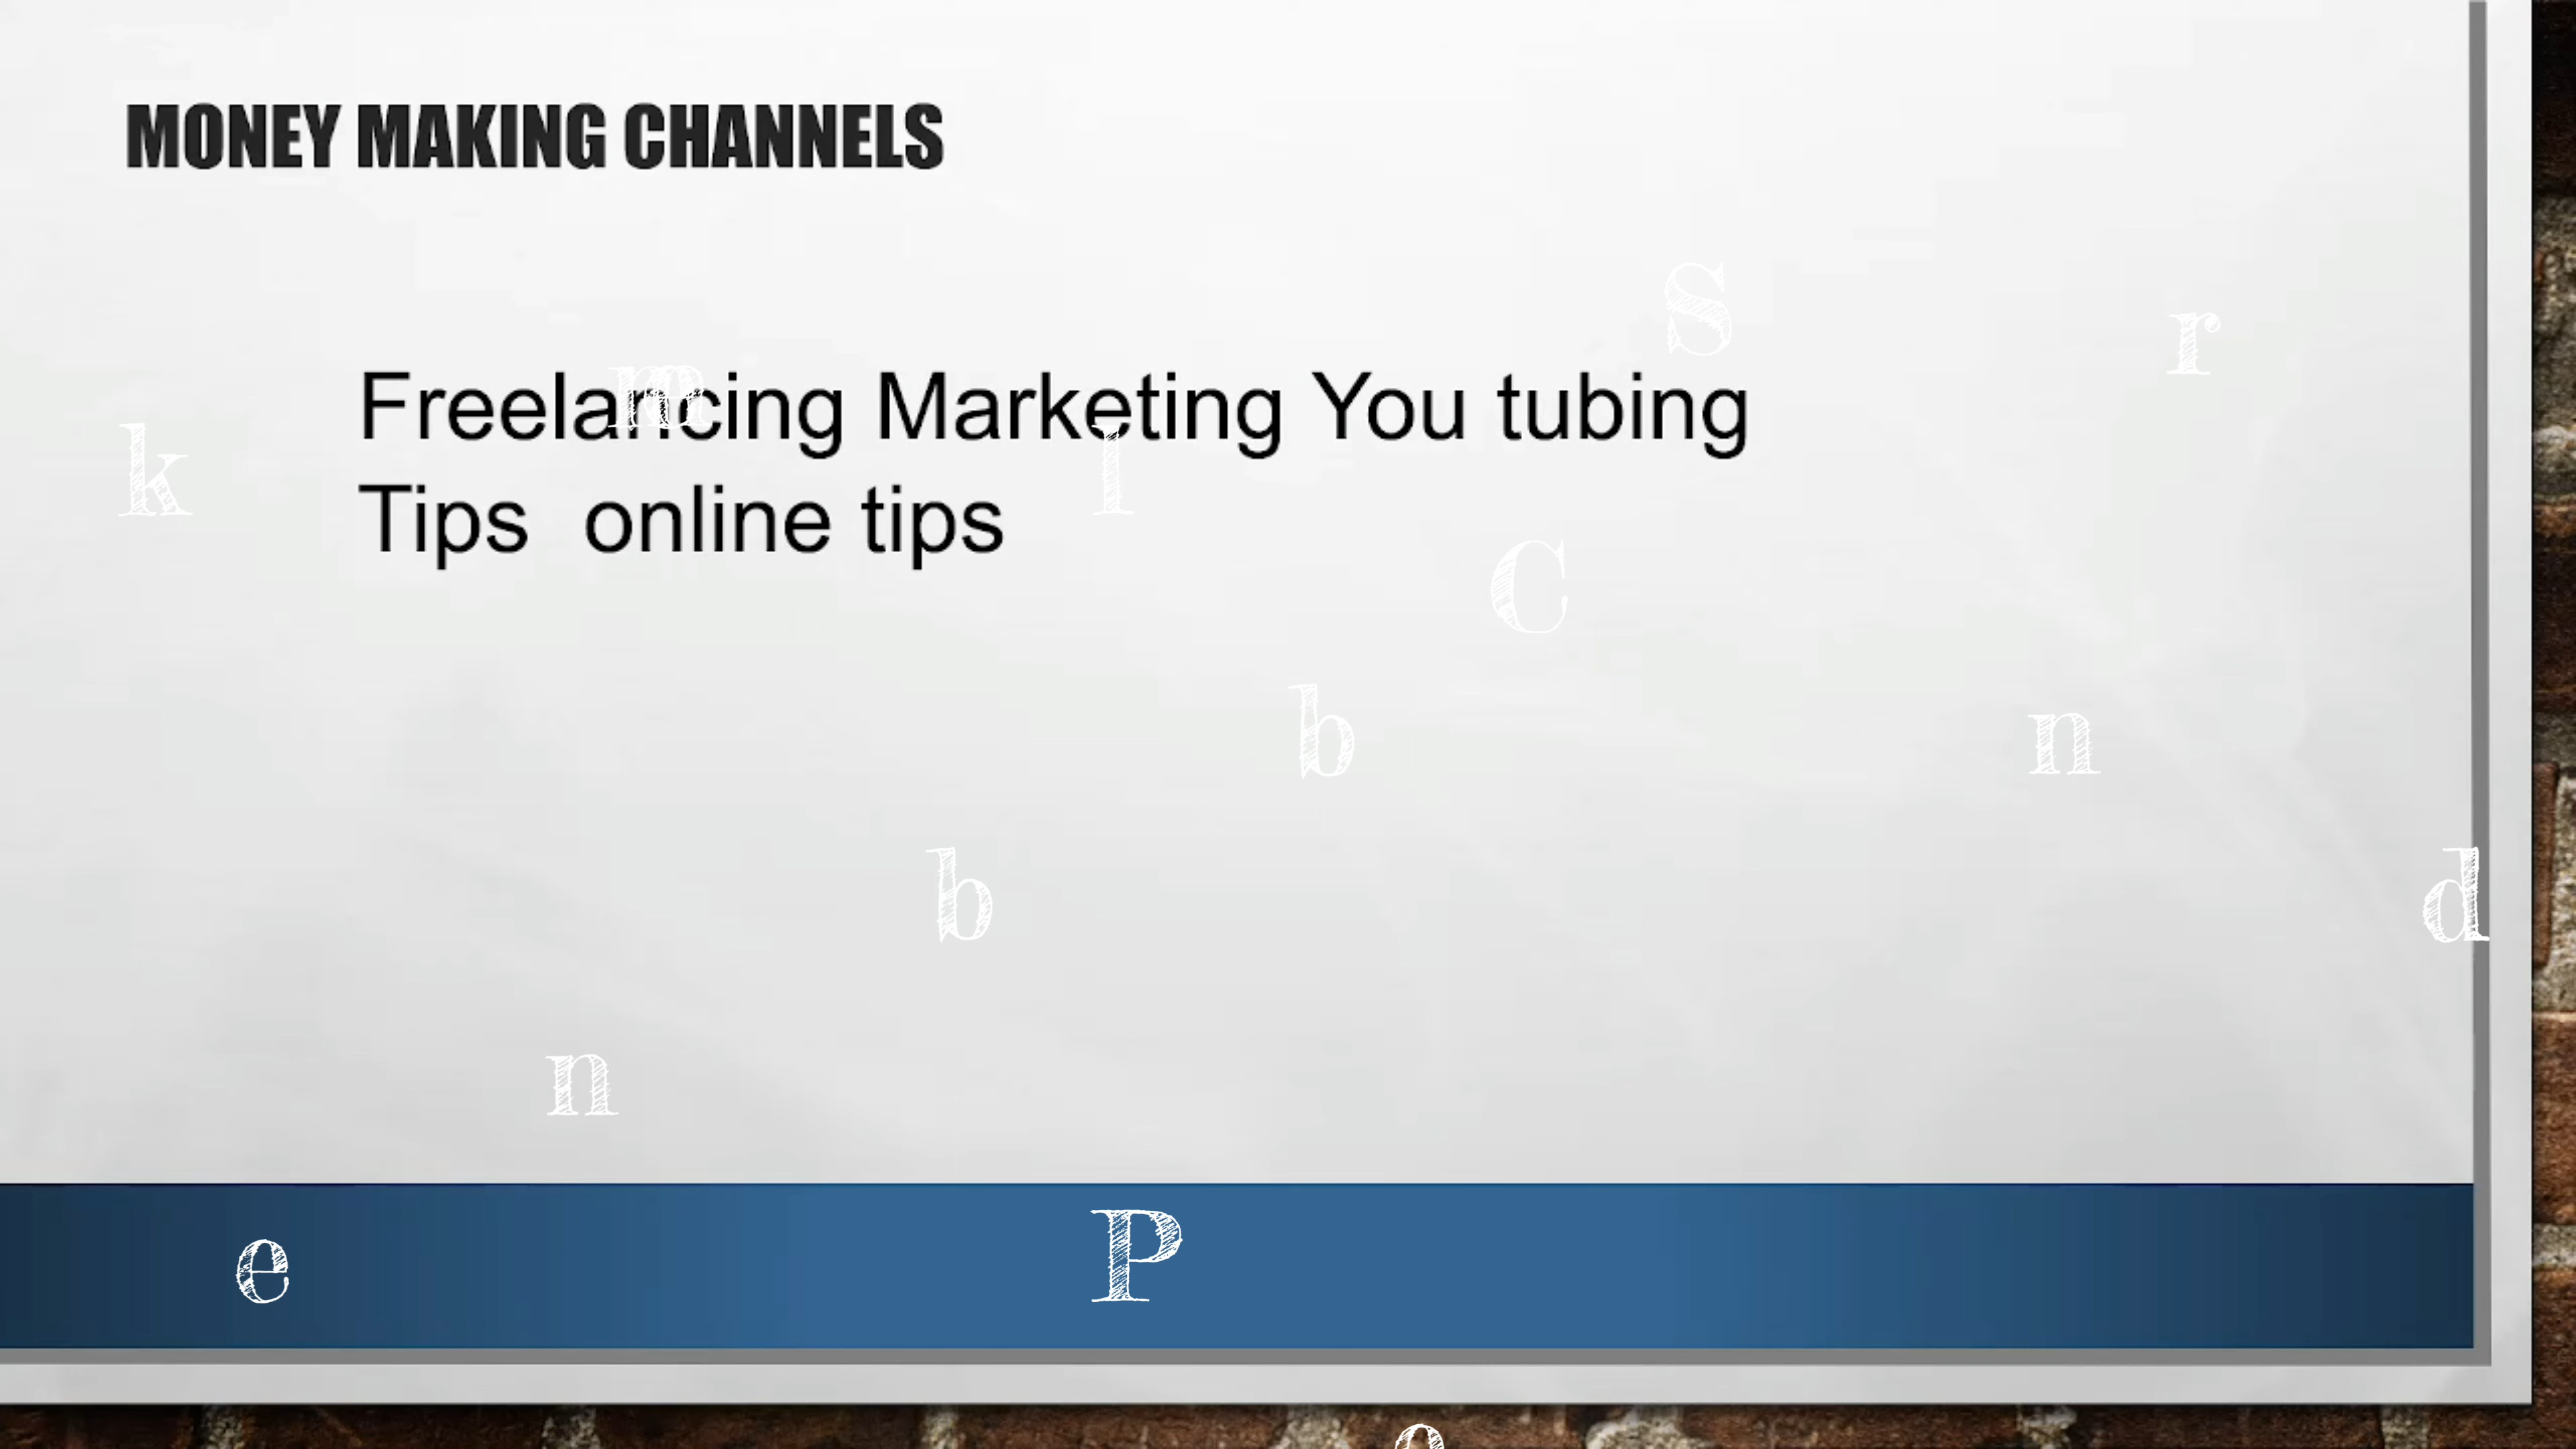 MONEY MAKING CHANNELS
Freelancing Marketing You tubing
Tips  online tips
S
r
m
e
k
l
C
b
n
b
d
n
e
P